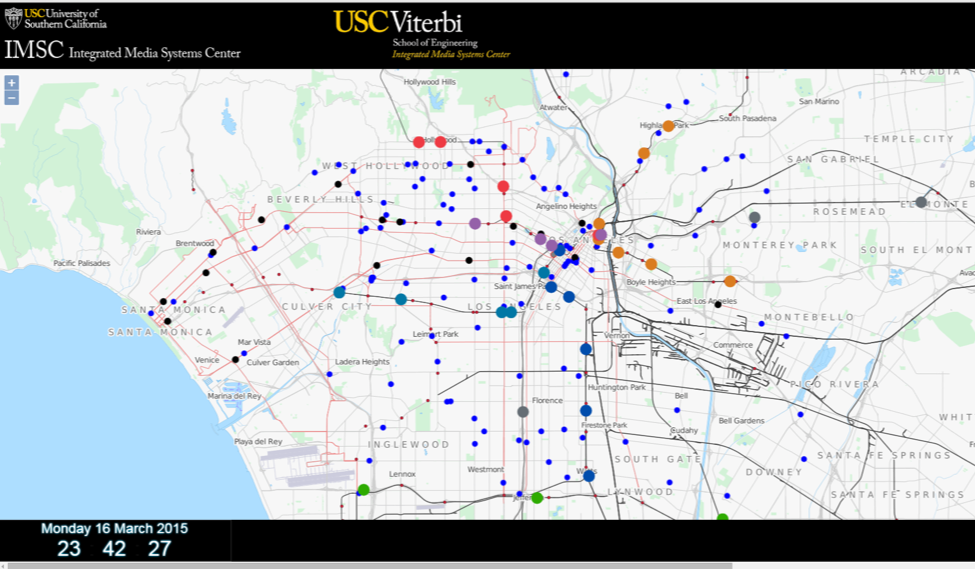 USC University of
Southern California
IMSC Integrated Media Systems Center
USC Viterbi
School of Engineering
Integrated Media Systems Center
+
−
Hollywood Hills
ARCADIA
Atwater
San Marino
South Pasadena
Highland Park
Hollywood
TEMPLE CITY
WEST HOLLYWOOD
SAN GABRIEL
BEVERLY HILLS
Angelino Heights
EL MONTE
ROSEMEAD
Riviera
Brentwood
LOS ANGELES
MONTEREY PARK
SOUTH EL MONT
Pacific Palisades
Boyle Heights
Saint James Pa
East Los Angeles
SANTA MONICA
CULVER CITY
LOS ANGELES
MONTEBELLO
SANTA MONICA
Leimert Park
Vernon
Mar Vista
Commerce
Venice
Culver Garden
Ladera Heights
PICO RIVERA
Marina del Rey
Huntington Park
Bell
Florence
WHIT
Bell Gardens
Firestone Park
Cudahy
Playa del Rey
INGLEWOOD
SANTA FE SPRINGS
SOUTH GATE
Lennox
Westmont
DOWNEY
LYNWOOD
SANTA FE SPRINGS
Monday 16 March 2015
23 42 27